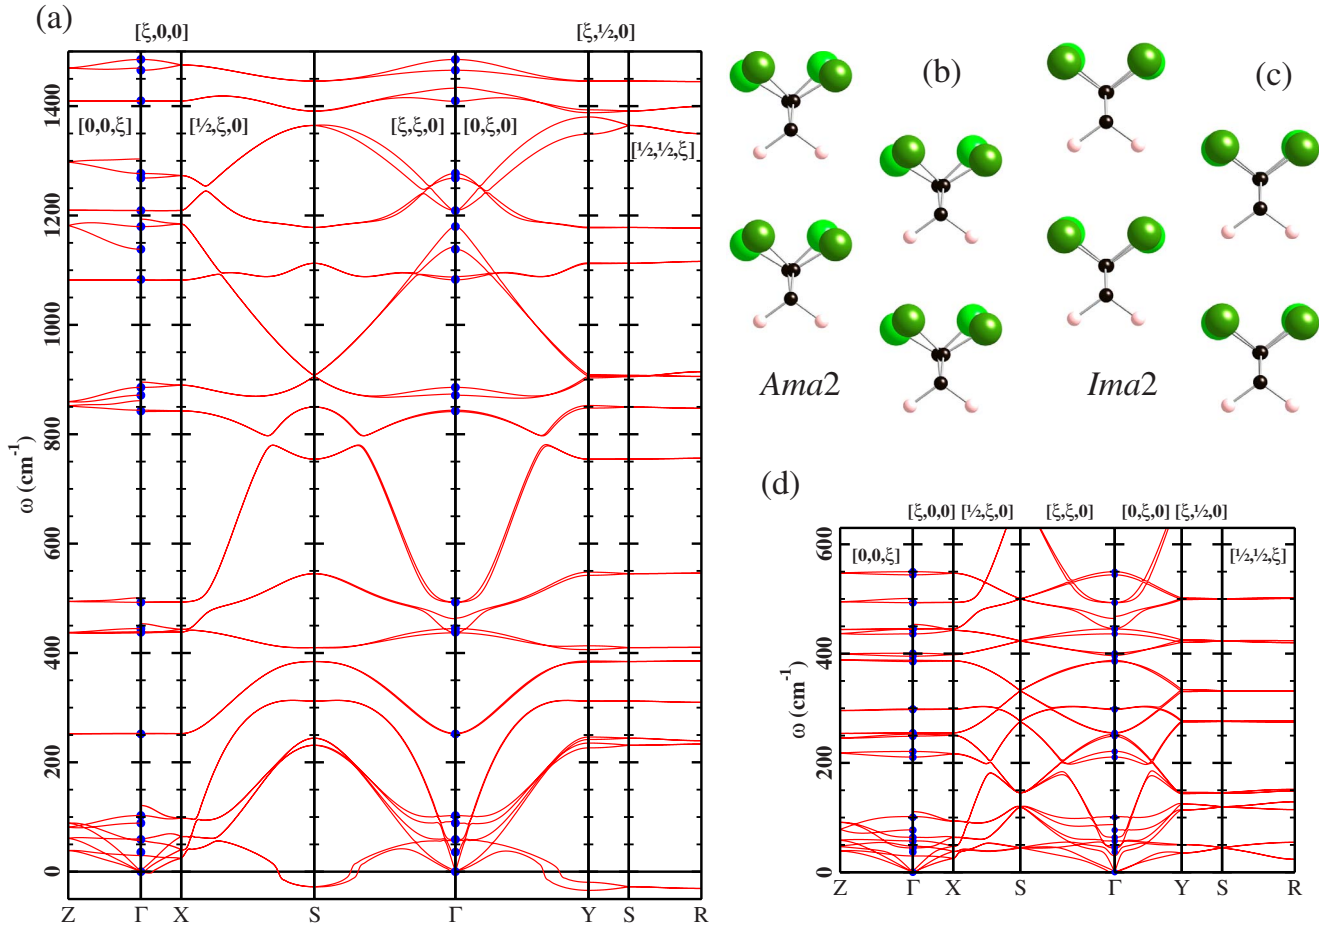 (a)
[ξ,0,0]
[ξ,½,0]
[0,0,ξ]
[½,ξ,0]
[ξ,ξ,0]
[0,ξ,0]
[½,½,ξ]
1400
1200
1000
800
600
400
200
0
ω (cm⁻¹)
Z Γ X S Γ Y S R
(b)
(c)
Ama2
Ima2
(d)
[ξ,0,0] [½,ξ,0] [ξ,ξ,0] [0,ξ,0] [ξ,½,0]
[0,0,ξ]
[½,½,ξ]
600
400
200
0
ω (cm⁻¹)
Z Γ X S Γ Y S R